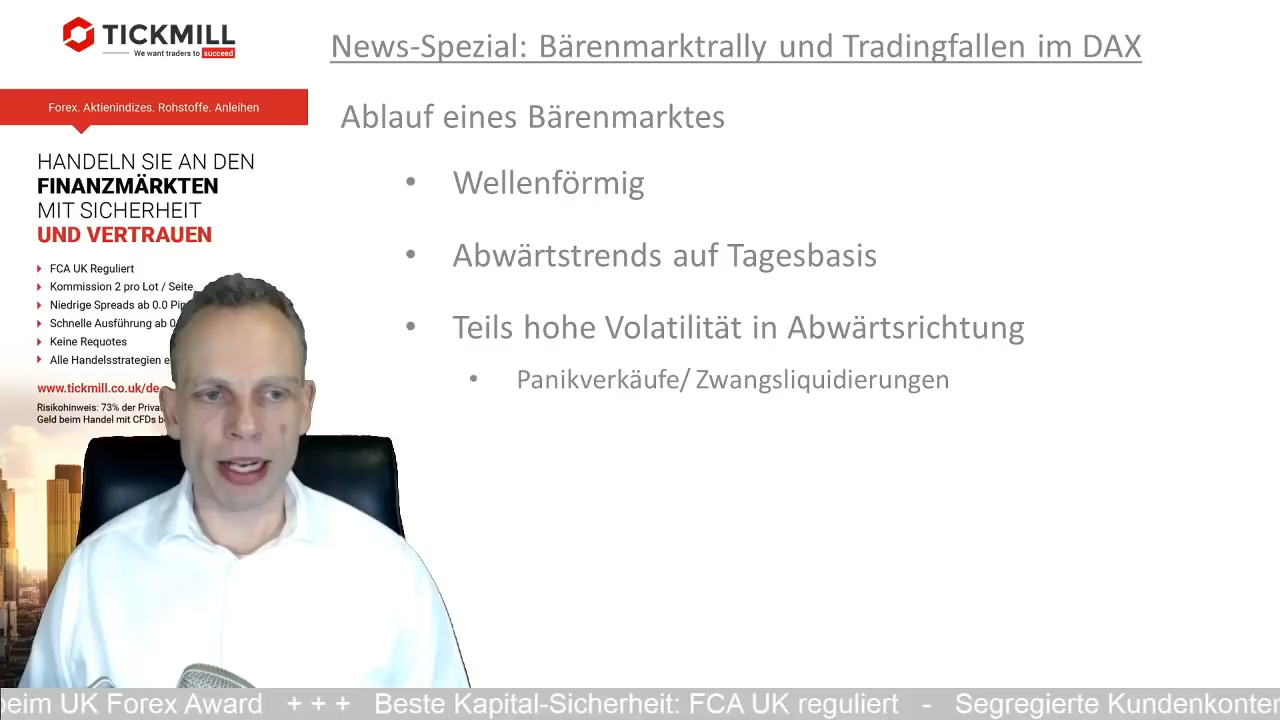 TICKMILL
We want traders to succeed
News-Spezial: Bärenmarktrally und Tradingfallen im DAX
Forex. Aktienindizes. Rohstoffe. Anleihen
HANDELN SIE AN DEN
FINANZMÄRKTEN
MIT SICHERHEIT
UND VERTRAUEN
FCA UK Reguliert
Kommission 2 pro Lot / Seite
Niedrige Spreads ab 0.0
Schnelle Ausführung ab
Keine Requotes
Alle Handelsstrategien
www.tickmill.co.uk/de
Risikohinweis: 73% der
Geld beim Handel mit CFDs
Ablauf eines Bärenmarktes
• Wellenförmig
• Abwärtstrends auf Tagesbasis
• Teils hohe Volatilität in Abwärtsrichtung
• Panikverkäufe/ Zwangsliquidierungen
beim UK Forex Award + + + Beste Kapital-Sicherheit: FCA UK reguliert - Segregierte Kundenkonten